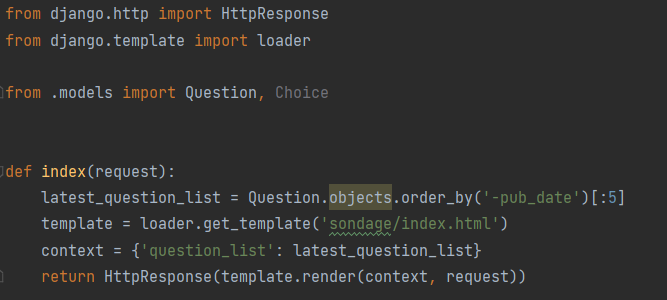 from django.http import HttpResponse
from django.template import loader
from .models import Question, Choice
def index(request):
    latest_question_list = Question.objects.order_by('-pub_date')[:5]
    template = loader.get_template('sondage/index.html')
    context = {'question_list': latest_question_list}
    return HttpResponse(template.render(context, request))